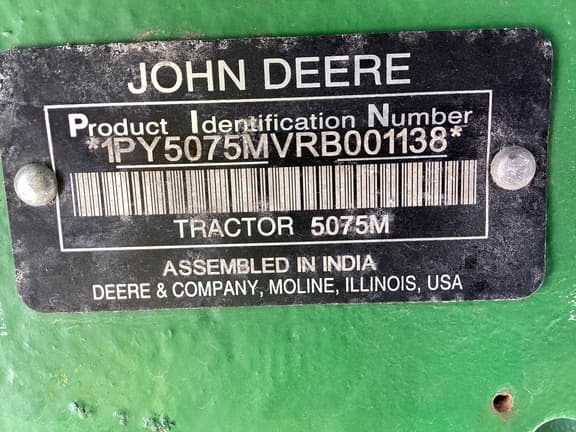 JOHN DEERE
Product Identification Number
*1PY5075MVRB001138*
TRACTOR 5075M
ASSEMBLED IN INDIA
DEERE & COMPANY, MOLINE, ILLINOIS, USA